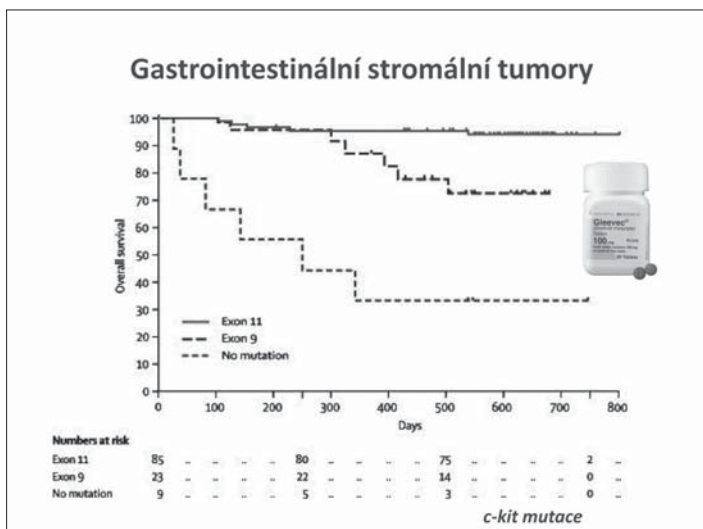 Gastrointestinální stromální tumory
100
90
80
70
60
50
40
30
20
10
0
Overall survival
Exon 11
Exon 9
No mutation
0 100 200 300 400 500 600 700 800
Days
Gleevec®
100 mg
Numbers at risk
Exon 11 85 .. .. .. .. 80 .. .. .. .. 75 .. .. .. .. 2 ..
Exon 9 23 .. .. .. .. 22 .. .. .. .. 14 .. .. .. .. 0 ..
No mutation 9 .. .. .. .. 5 .. .. .. .. 3 .. .. .. .. 0 ..
c-kit mutace